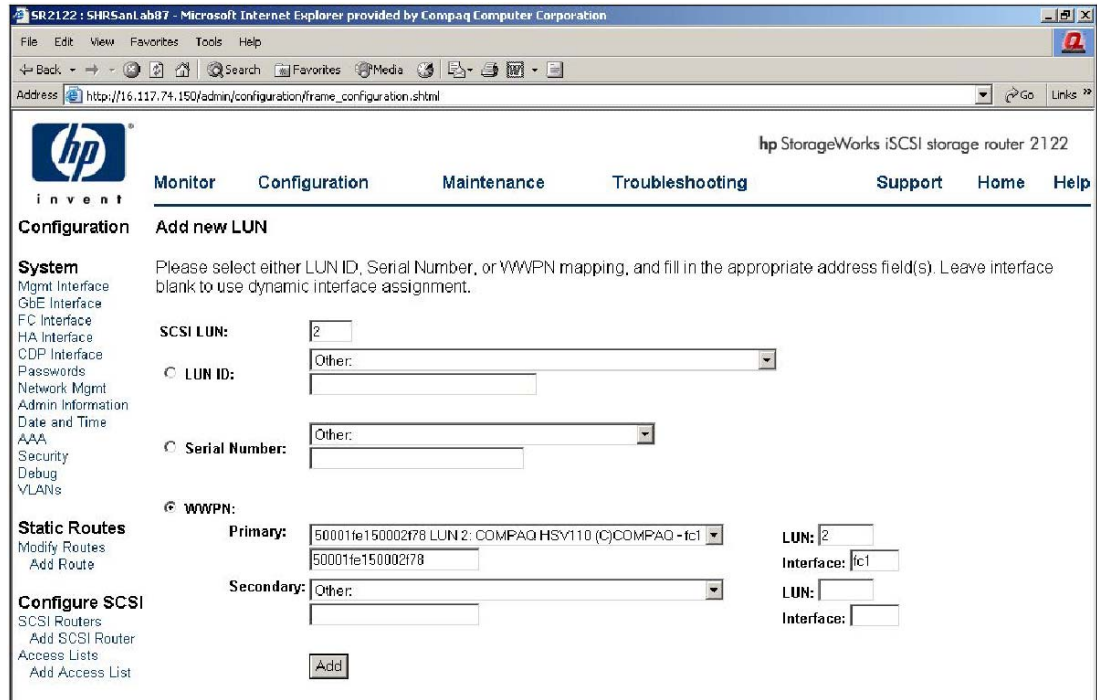 SR2122 : SHRSanLab87 - Microsoft Internet Explorer provided by Compaq Computer Corporation
File Edit View Favorites Tools Help
Back Search Favorites Media
Address http://16.117.74.150/admin/configuration/frame_configuration.shtml Go Links »
hp
invent
hp StorageWorks iSCSI storage router 2122
Monitor Configuration Maintenance Troubleshooting Support Home Help
Configuration
System
Mgmt Interface
GbE Interface
FC Interface
HA Interface
CDP Interface
Passwords
Network Mgmt
Admin Information
Date and Time
AAA
Security
Debug
VLANs
Static Routes
Modify Routes
Add Route
Configure SCSI
SCSI Routers
Add SCSI Router
Access Lists
Add Access List
Add new LUN
Please select either LUN ID, Serial Number, or WWPN mapping, and fill in the appropriate address field(s). Leave interface
blank to use dynamic interface assignment.
SCSI LUN: 2
LUN ID: Other:
Serial Number: Other:
WWPN:
Primary: 50001fe150002f78 LUN 2: COMPAQ HSV110 (C)COMPAQ - fc1 LUN: 2
50001fe150002f78 Interface: fc1
Secondary: Other: LUN:
Interface:
Add